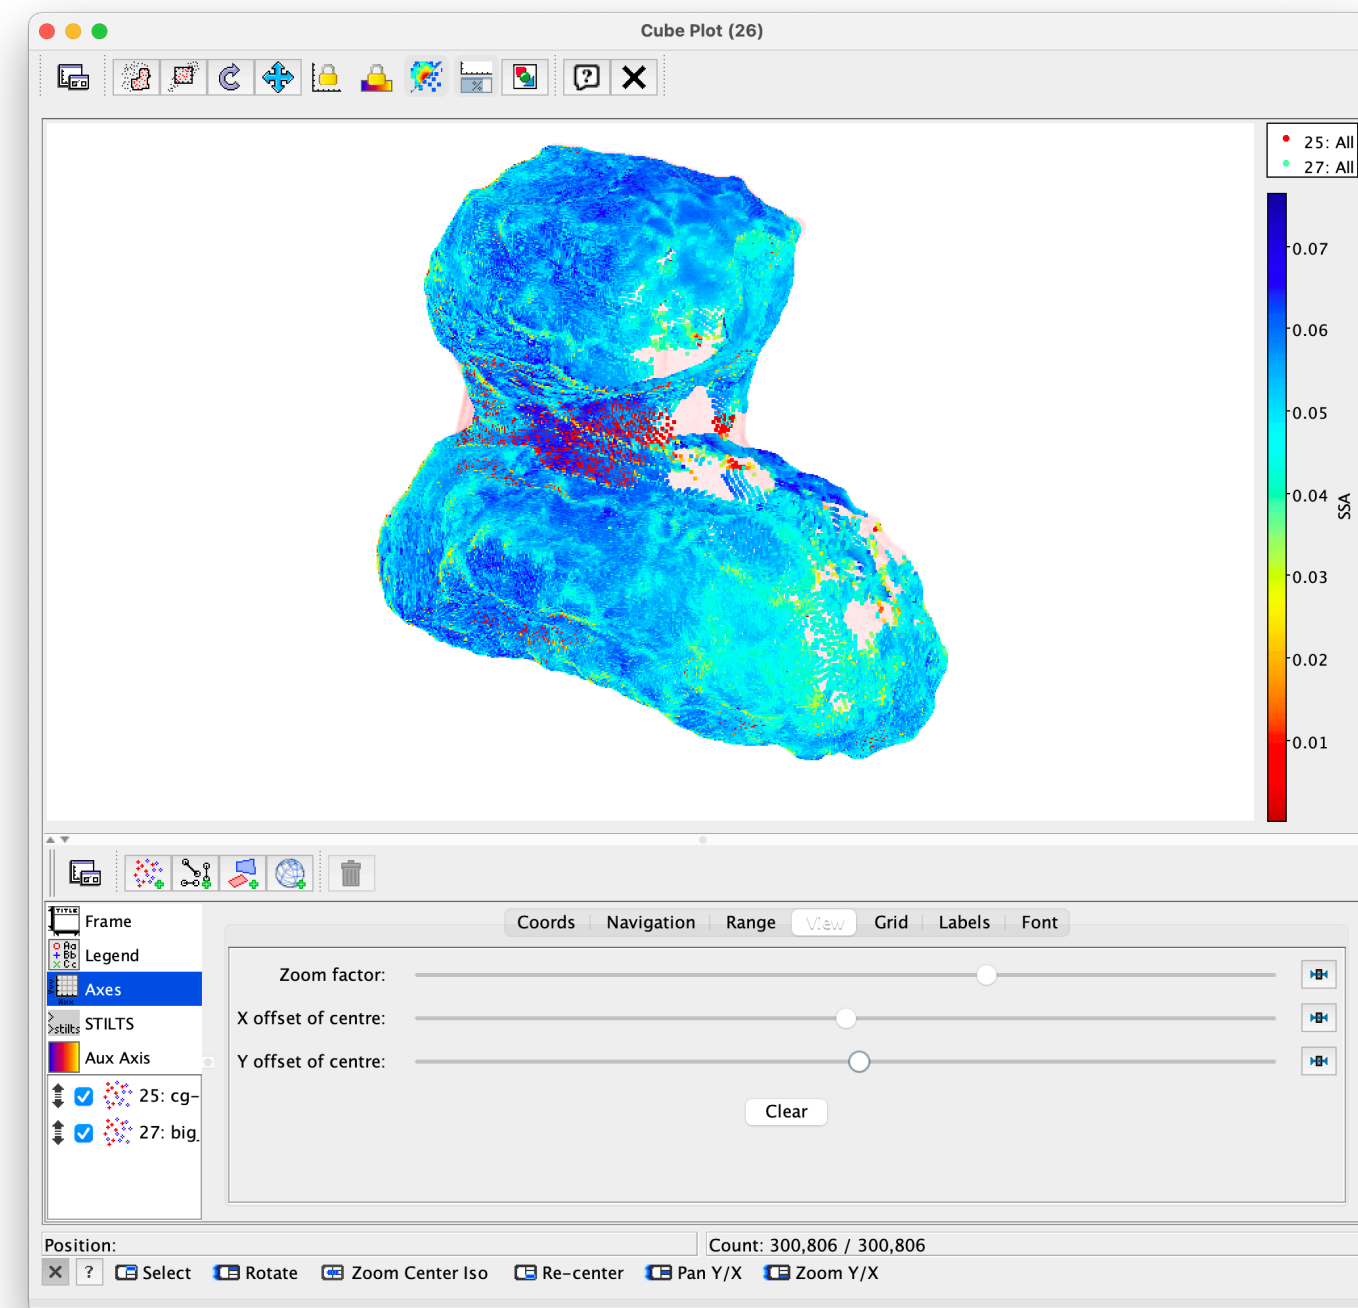 Cube Plot (26)
25: All
27: All
0.07
0.06
0.05
0.04
0.03
0.02
0.01
SSA
Frame
Legend
Axes
STILTS
Aux Axis
25: cg-
27: big_
Coords Navigation Range View Grid Labels Font
Zoom factor:
X offset of centre:
Y offset of centre:
Clear
Position:
Count: 300,806 / 300,806
Select Rotate Zoom Center Iso Re-center Pan Y/X Zoom Y/X